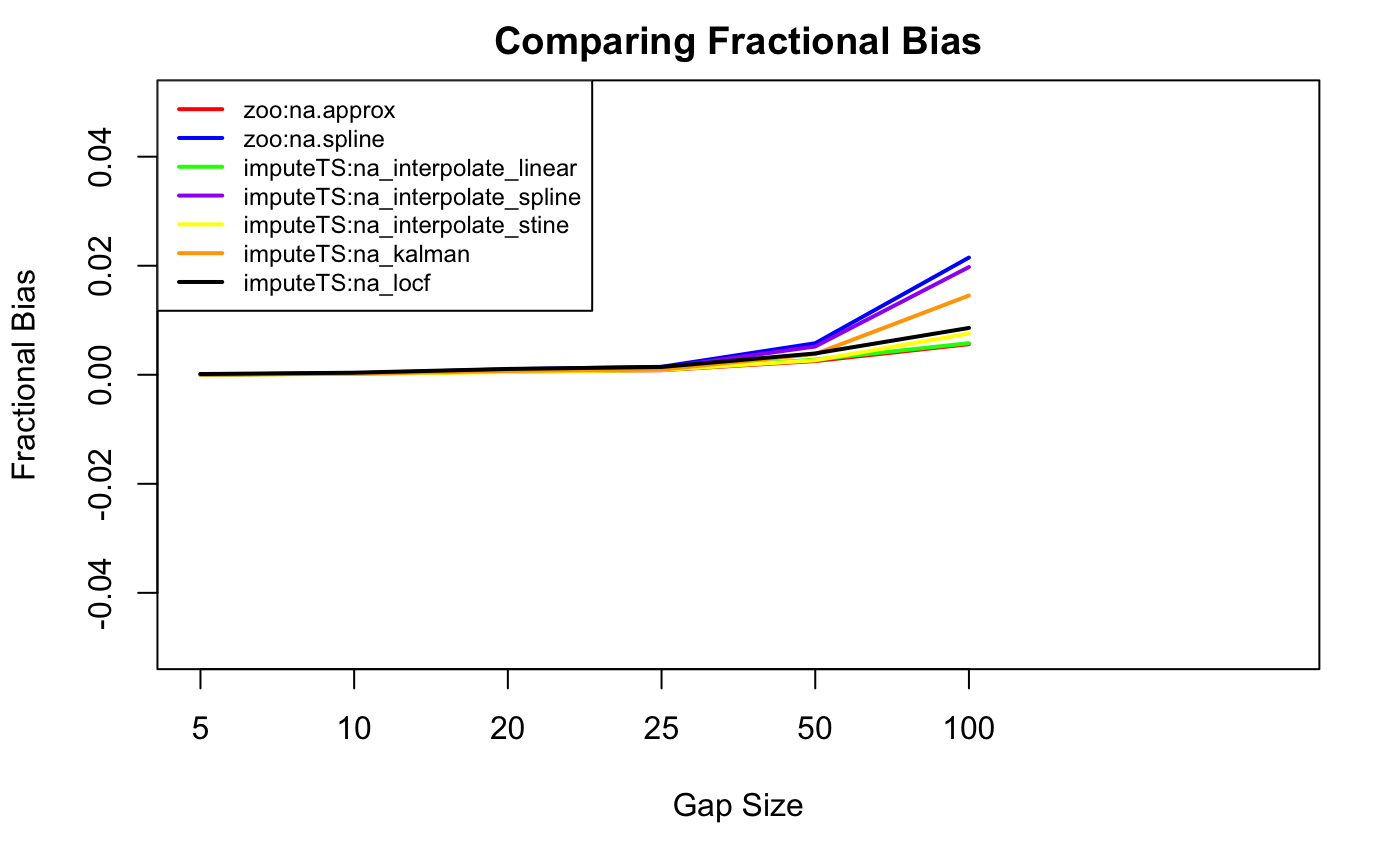 Comparing Fractional Bias
zoo:na.approx
zoo:na.spline
imputeTS:na_interpolate_linear
imputeTS:na_interpolate_spline
imputeTS:na_interpolate_stine
imputeTS:na_kalman
imputeTS:na_locf
Fractional Bias
0.04
0.02
0.00
-0.02
-0.04
5 10 20 25 50 100
Gap Size